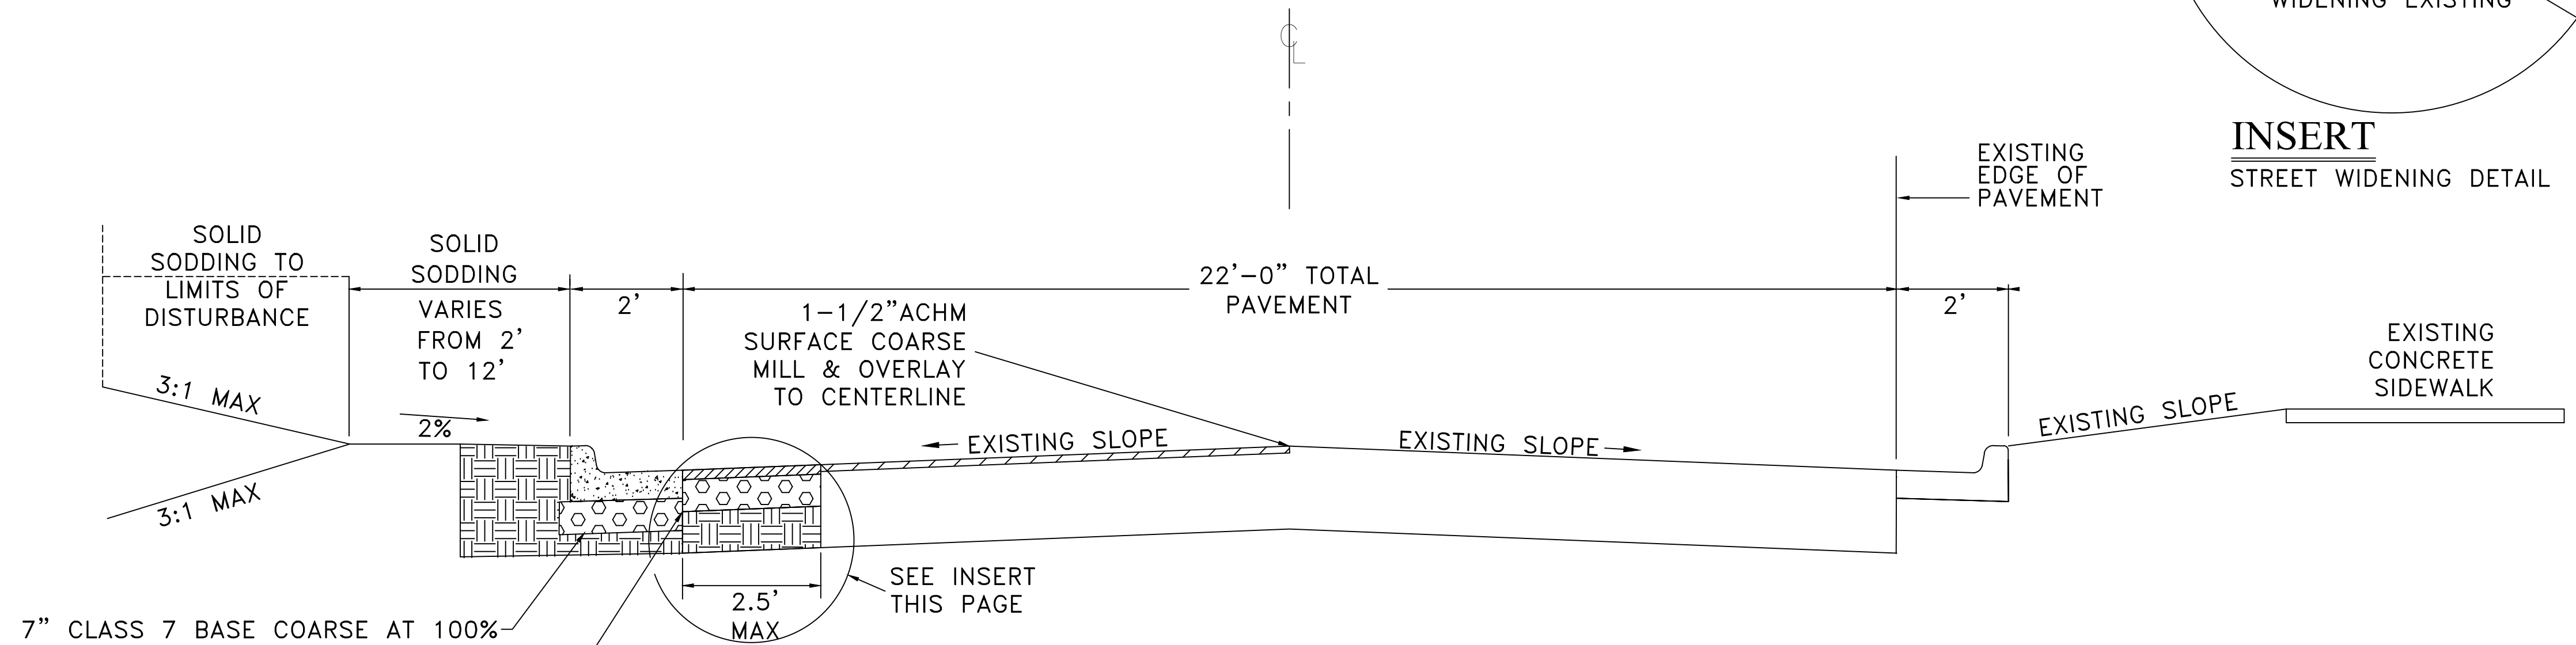 WIDENING EXISTING
CL
INSERT
STREET WIDENING DETAIL
EXISTING
EDGE OF
PAVEMENT
SOLID
SODDING TO
LIMITS OF
DISTURBANCE
SOLID
SODDING
VARIES
FROM 2'
TO 12'
2'
22'-0" TOTAL
PAVEMENT
2'
1-1/2"ACHM
SURFACE COARSE
MILL & OVERLAY
TO CENTERLINE
EXISTING
CONCRETE
SIDEWALK
3:1 MAX
2%
EXISTING SLOPE
EXISTING SLOPE
EXISTING SLOPE
3:1 MAX
SEE INSERT
THIS PAGE
2.5'
MAX
7" CLASS 7 BASE COARSE AT 100%